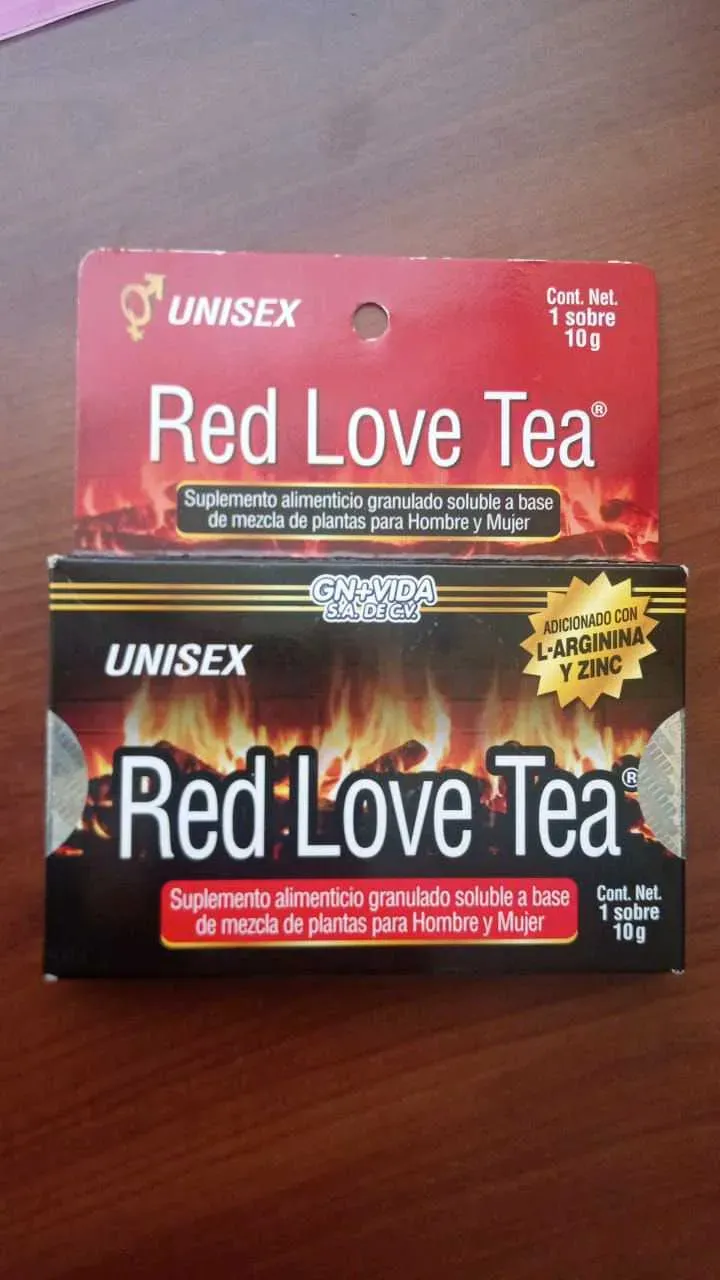 UNISEX
Cont. Net.
1 sobre
10 g
Red Love Tea®
Suplemento alimenticio granulado soluble a base
de mezcla de plantas para Hombre y Mujer
GN+VIDA
S.A. DE C.V.
ADICIONADO CON
L-ARGININA
Y ZINC
UNISEX
Red Love Tea®
Suplemento alimenticio granulado soluble a base
de mezcla de plantas para Hombre y Mujer
Cont. Net.
1 sobre
10 g